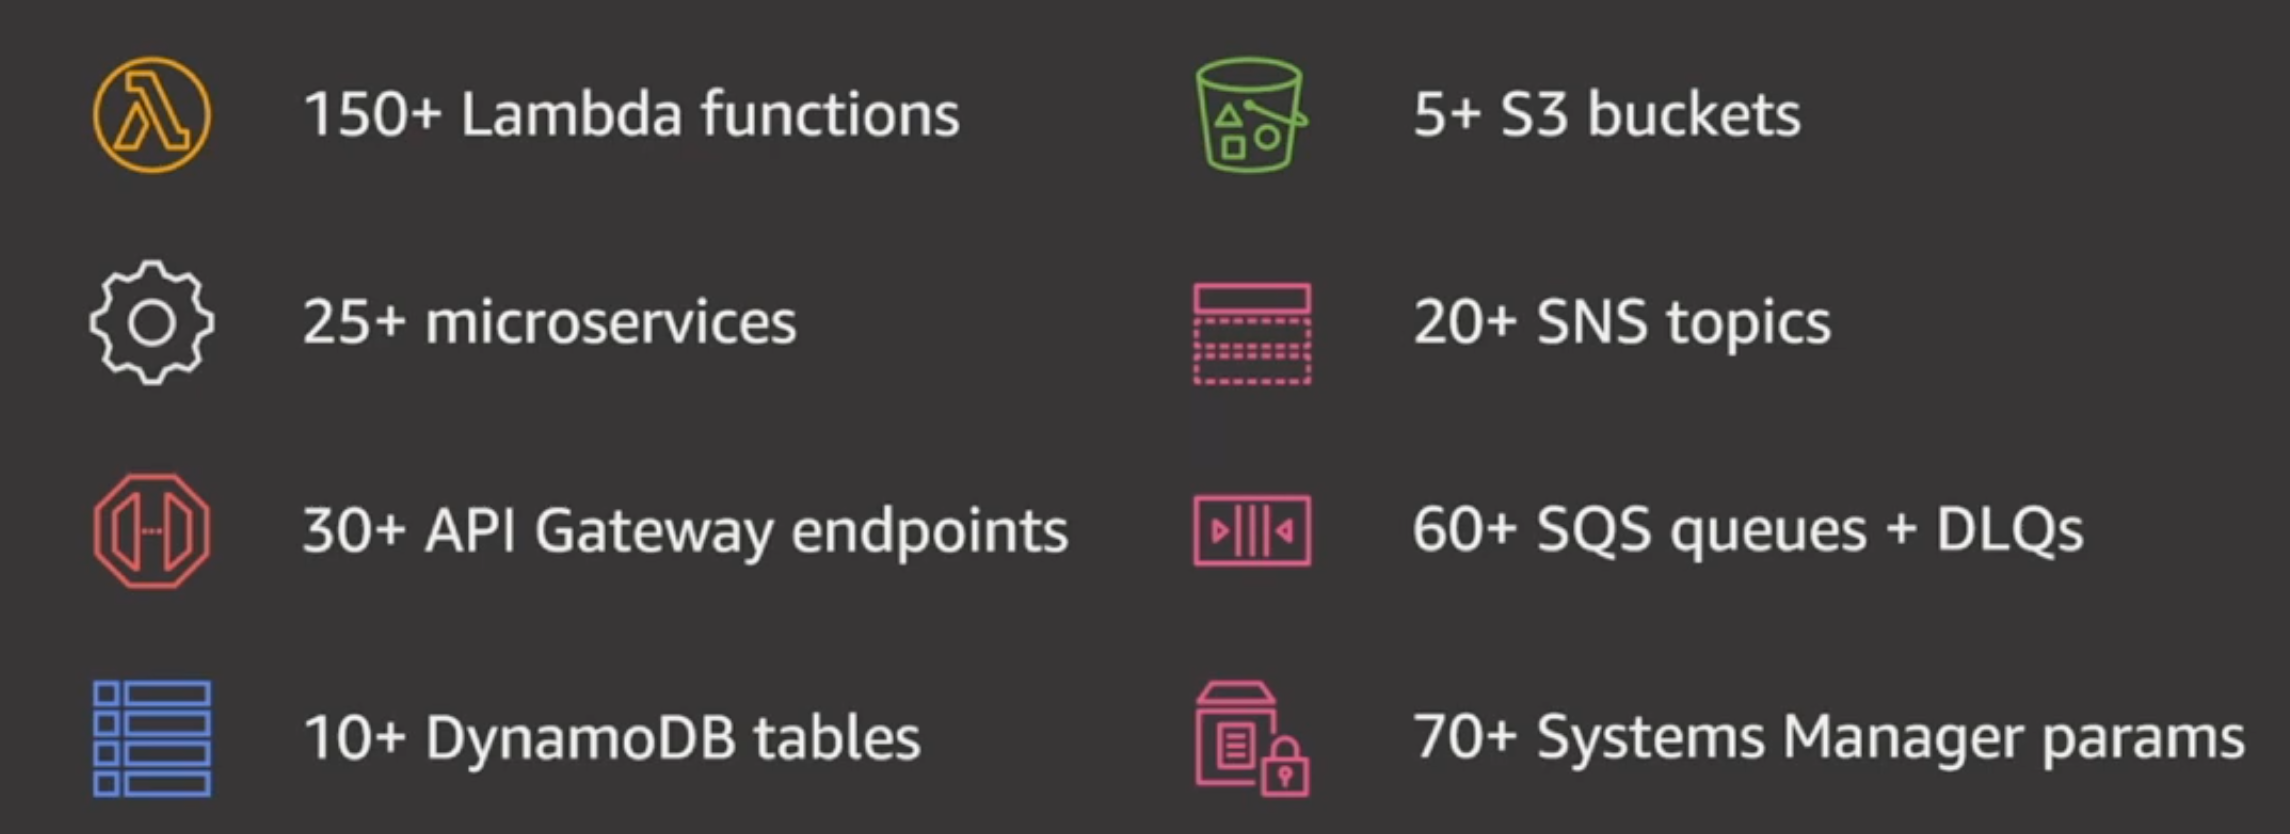 150+ Lambda functions
25+ microservices
30+ API Gateway endpoints
10+ DynamoDB tables
5+ S3 buckets
20+ SNS topics
60+ SQS queues + DLQs
70+ Systems Manager params